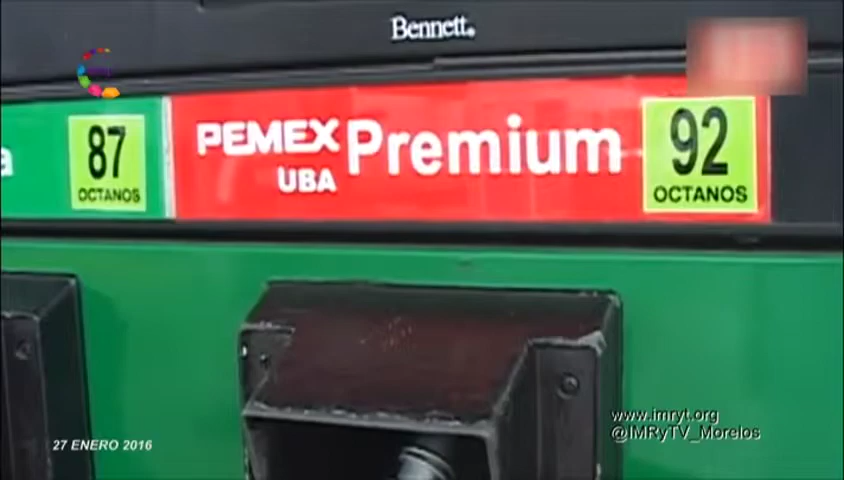 Bennett.
87
OCTANOS
PEMEX Premium
UBA
92
OCTANOS
www.imryt.org
@IMRyTV_Morelos
27 ENERO 2016